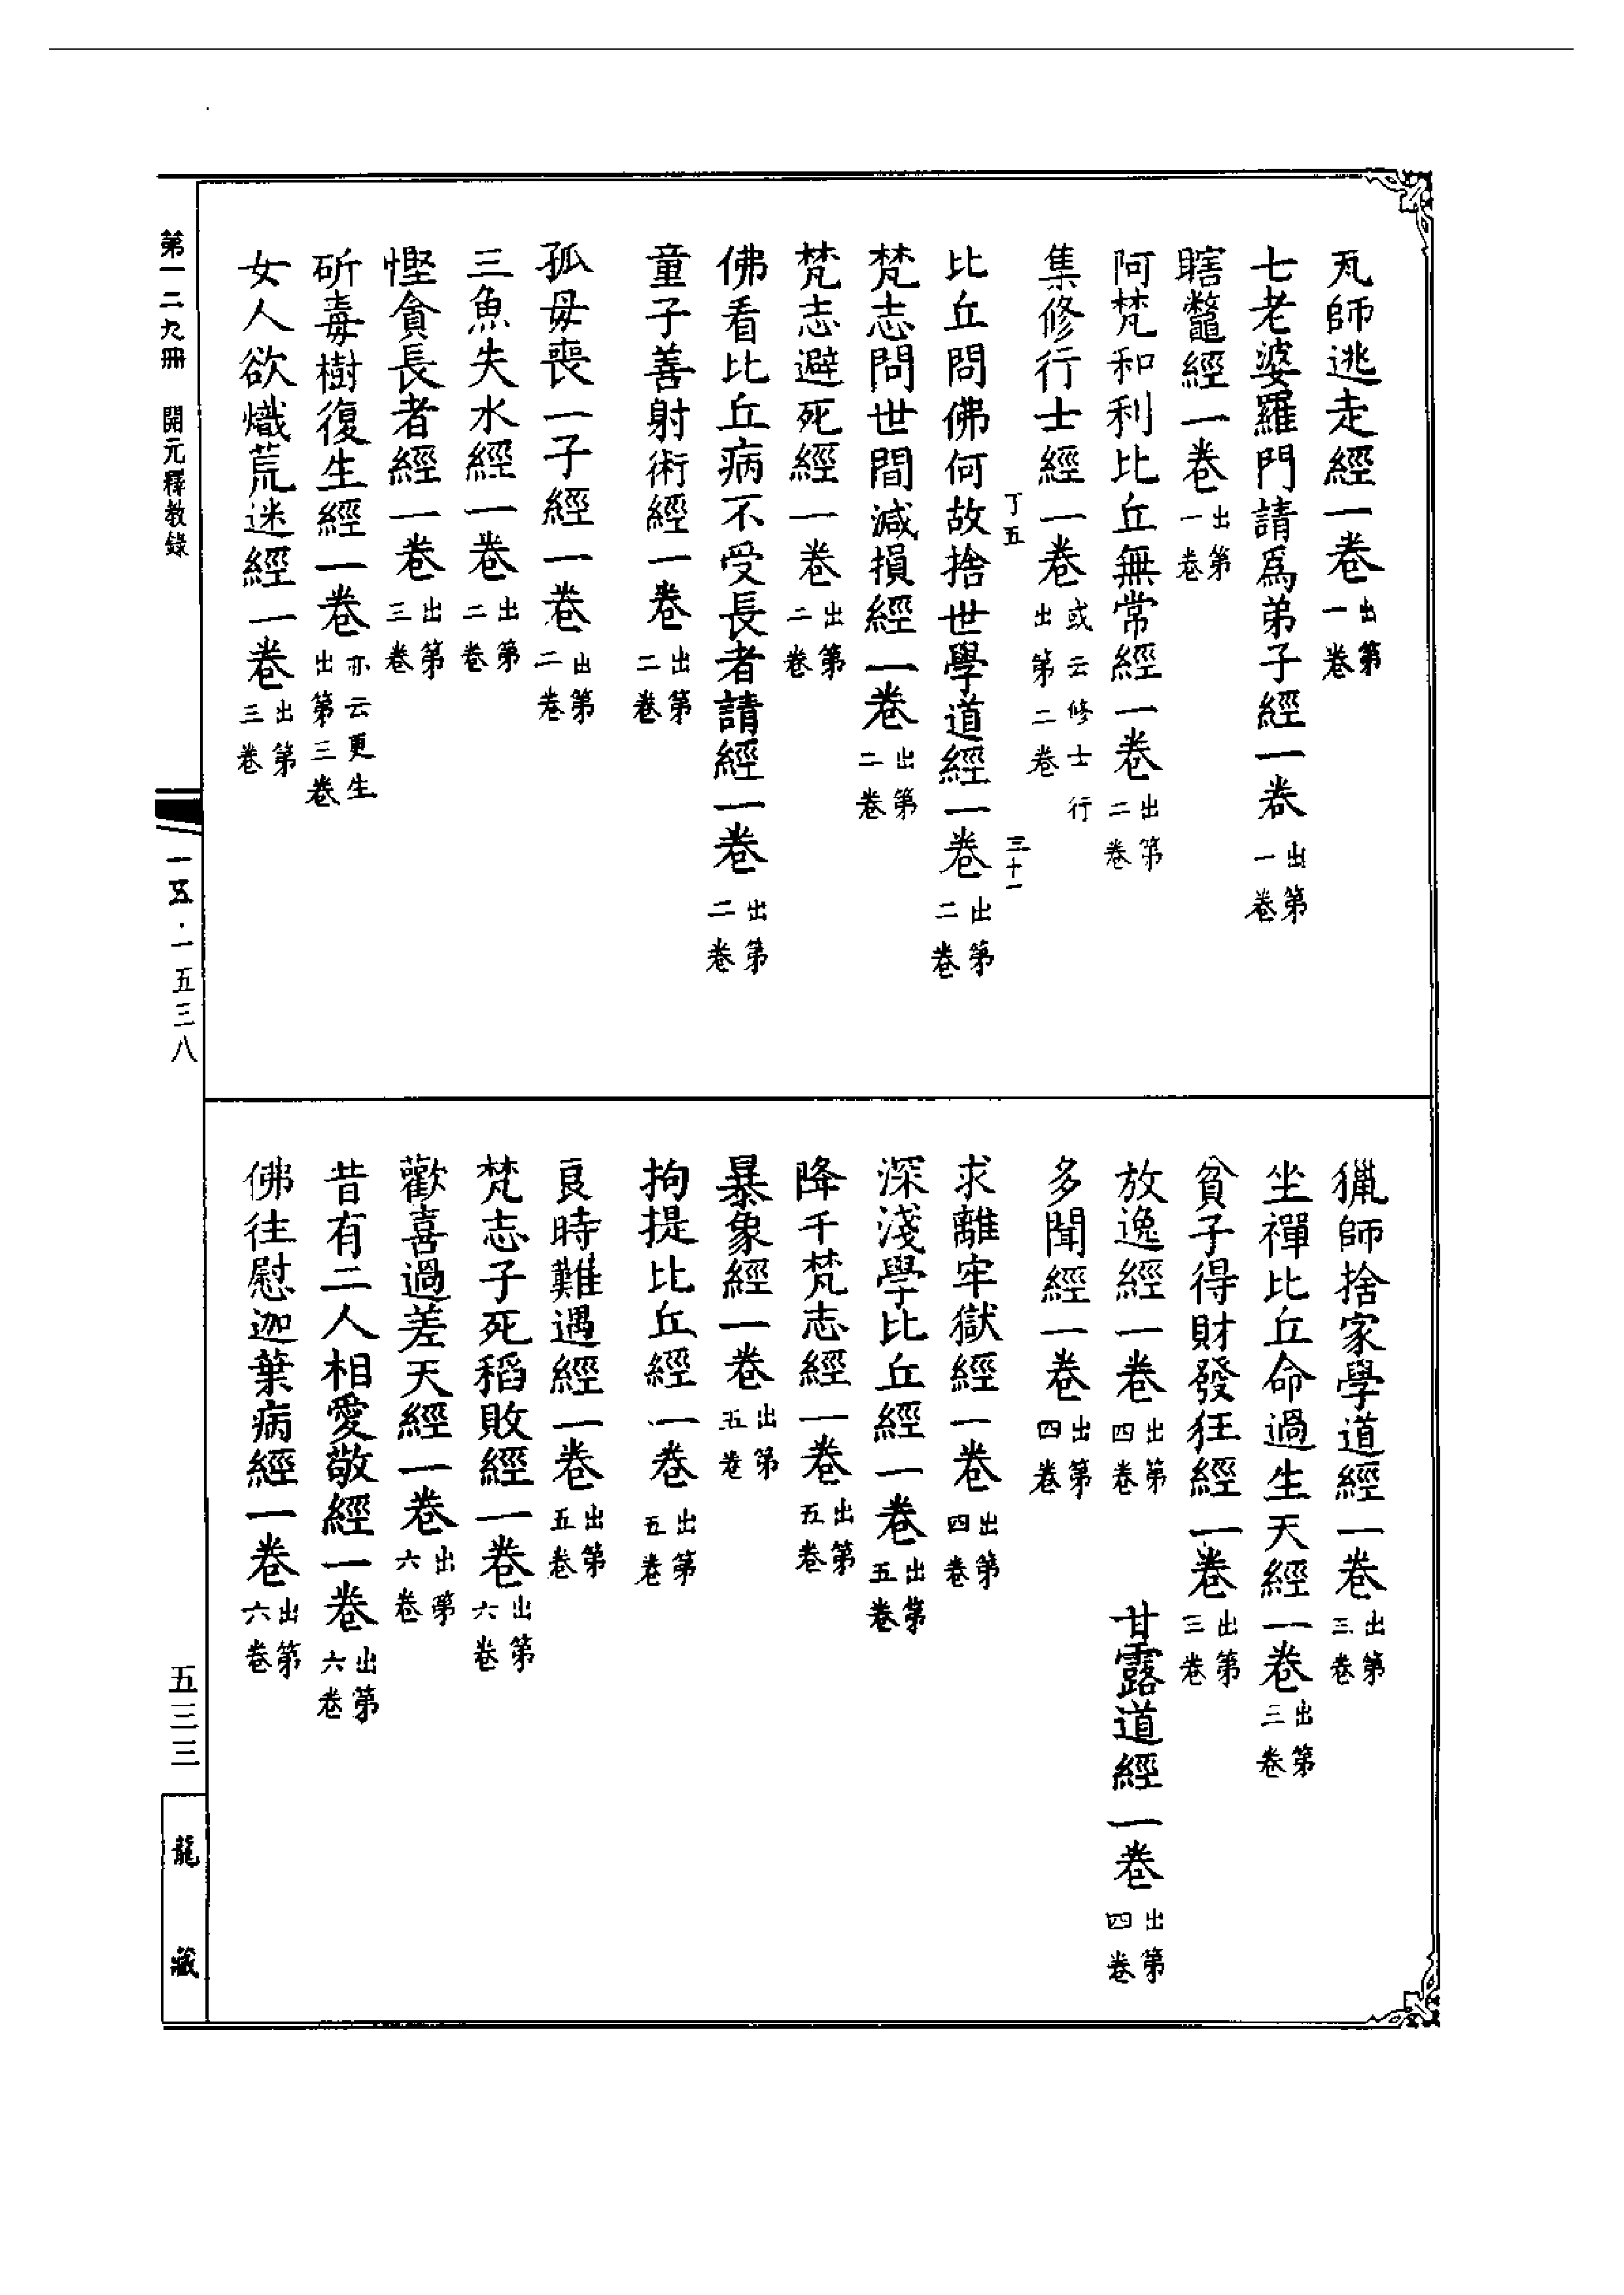 瓦師逃走經一卷出第一卷
七老婆羅門請爲弟子經一卷出第一卷
瞎鼈經一卷出第一卷
阿梵和利比丘無常經一卷出第二卷
集修行士經一卷或云修士行出第二卷
丁五 三十一
比丘問佛何故捨世學道經一卷出第二卷
梵志問世間減損經一卷出第二卷
梵志避死經一卷出第二卷
佛看比丘病不受長者請經一卷出第二卷
童子善射術經一卷出第二卷
孤母喪一子經一卷出第二卷
三魚失水經一卷出第二卷
慳貪長者經一卷出第三卷
斫毒樹復生經一卷亦云更生出第三卷
女人欲熾荒迷經一卷出第三卷
獵師捨家學道經一卷出第三卷
坐禪比丘命過生天經一卷出第三卷
貧子得財發狂經一卷出第三卷
放逸經一卷出第四卷 甘露道經一卷出第四卷
多聞經一卷出第四卷
求離牢獄經一卷出第四卷
深淺學比丘經一卷出第五卷
降千梵志經一卷出第五卷
暴象經一卷出第五卷
拘提比丘經一卷出第五卷
良時難遇經一卷出第五卷
梵志子死稻敗經一卷出第六卷
歡喜過差天經一卷出第六卷
昔有二人相愛敬經一卷出第六卷
佛往慰迦葉病經一卷出第六卷
第一二九冊 開元釋教錄
一五·一五三八
五三三
龍藏